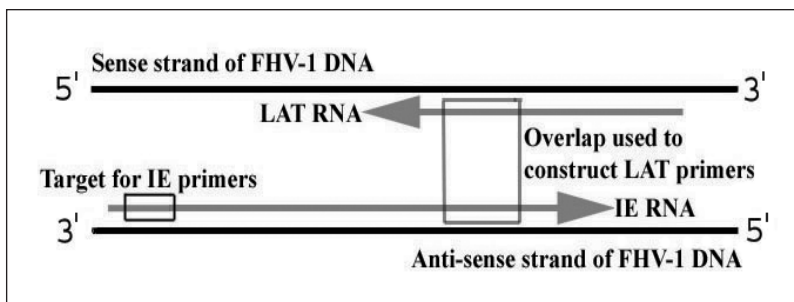 Sense strand of FHV-1 DNA
5'
3'
LAT RNA
Overlap used to
construct LAT primers
Target for IE primers
IE RNA
3'
5'
Anti-sense strand of FHV-1 DNA